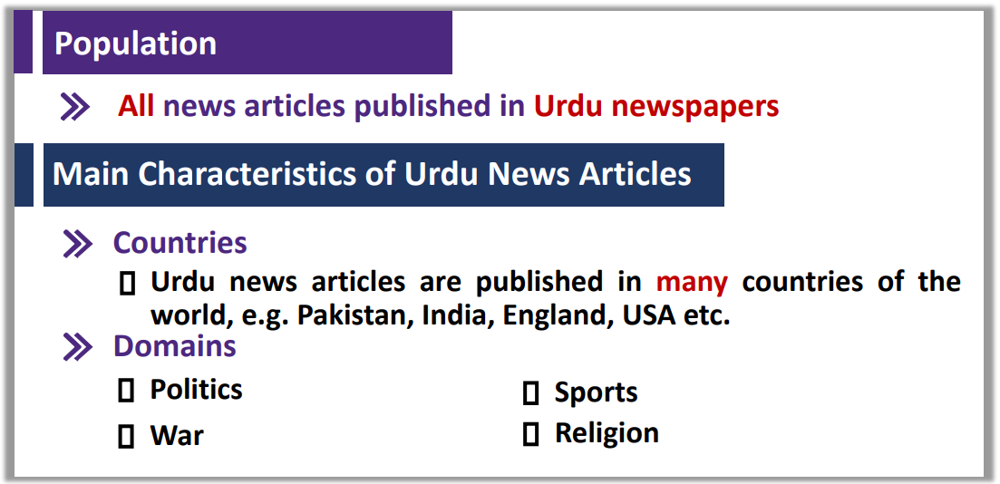 Population
All news articles published in Urdu newspapers
Main Characteristics of Urdu News Articles
Countries
Urdu news articles are published in many countries of the
world, e.g. Pakistan, India, England, USA etc.
Domains
Politics
Sports
War
Religion